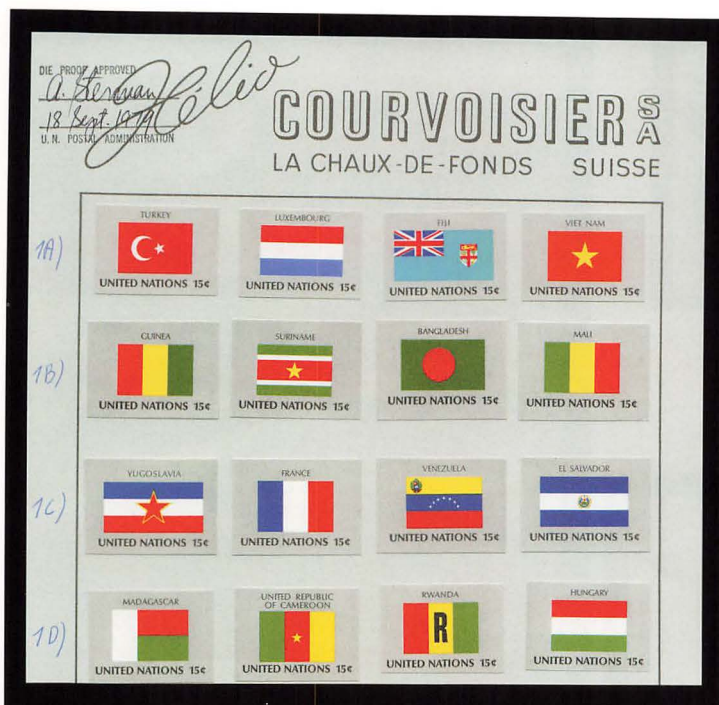 DIE PROOF APPROVED
A. Sterman
18 Sept. 1979
U. N. POSTAL ADMINISTRATION
Hélio
COURVOISIER SA
LA CHAUX-DE-FONDS SUISSE
1A)
TURKEY
UNITED NATIONS 15¢
LUXEMBOURG
UNITED NATIONS 15¢
FIJI
UNITED NATIONS 15¢
VIET NAM
UNITED NATIONS 15¢
1B)
GUINEA
UNITED NATIONS 15¢
SURINAME
UNITED NATIONS 15¢
BANGLADESH
UNITED NATIONS 15¢
MALI
UNITED NATIONS 15¢
1C)
YUGOSLAVIA
UNITED NATIONS 15¢
FRANCE
UNITED NATIONS 15¢
VENEZUELA
UNITED NATIONS 15¢
EL SALVADOR
UNITED NATIONS 15¢
1D)
MADAGASCAR
UNITED NATIONS 15¢
UNITED REPUBLIC
OF CAMEROON
UNITED NATIONS 15¢
RWANDA
R
UNITED NATIONS 15¢
HUNGARY
UNITED NATIONS 15¢